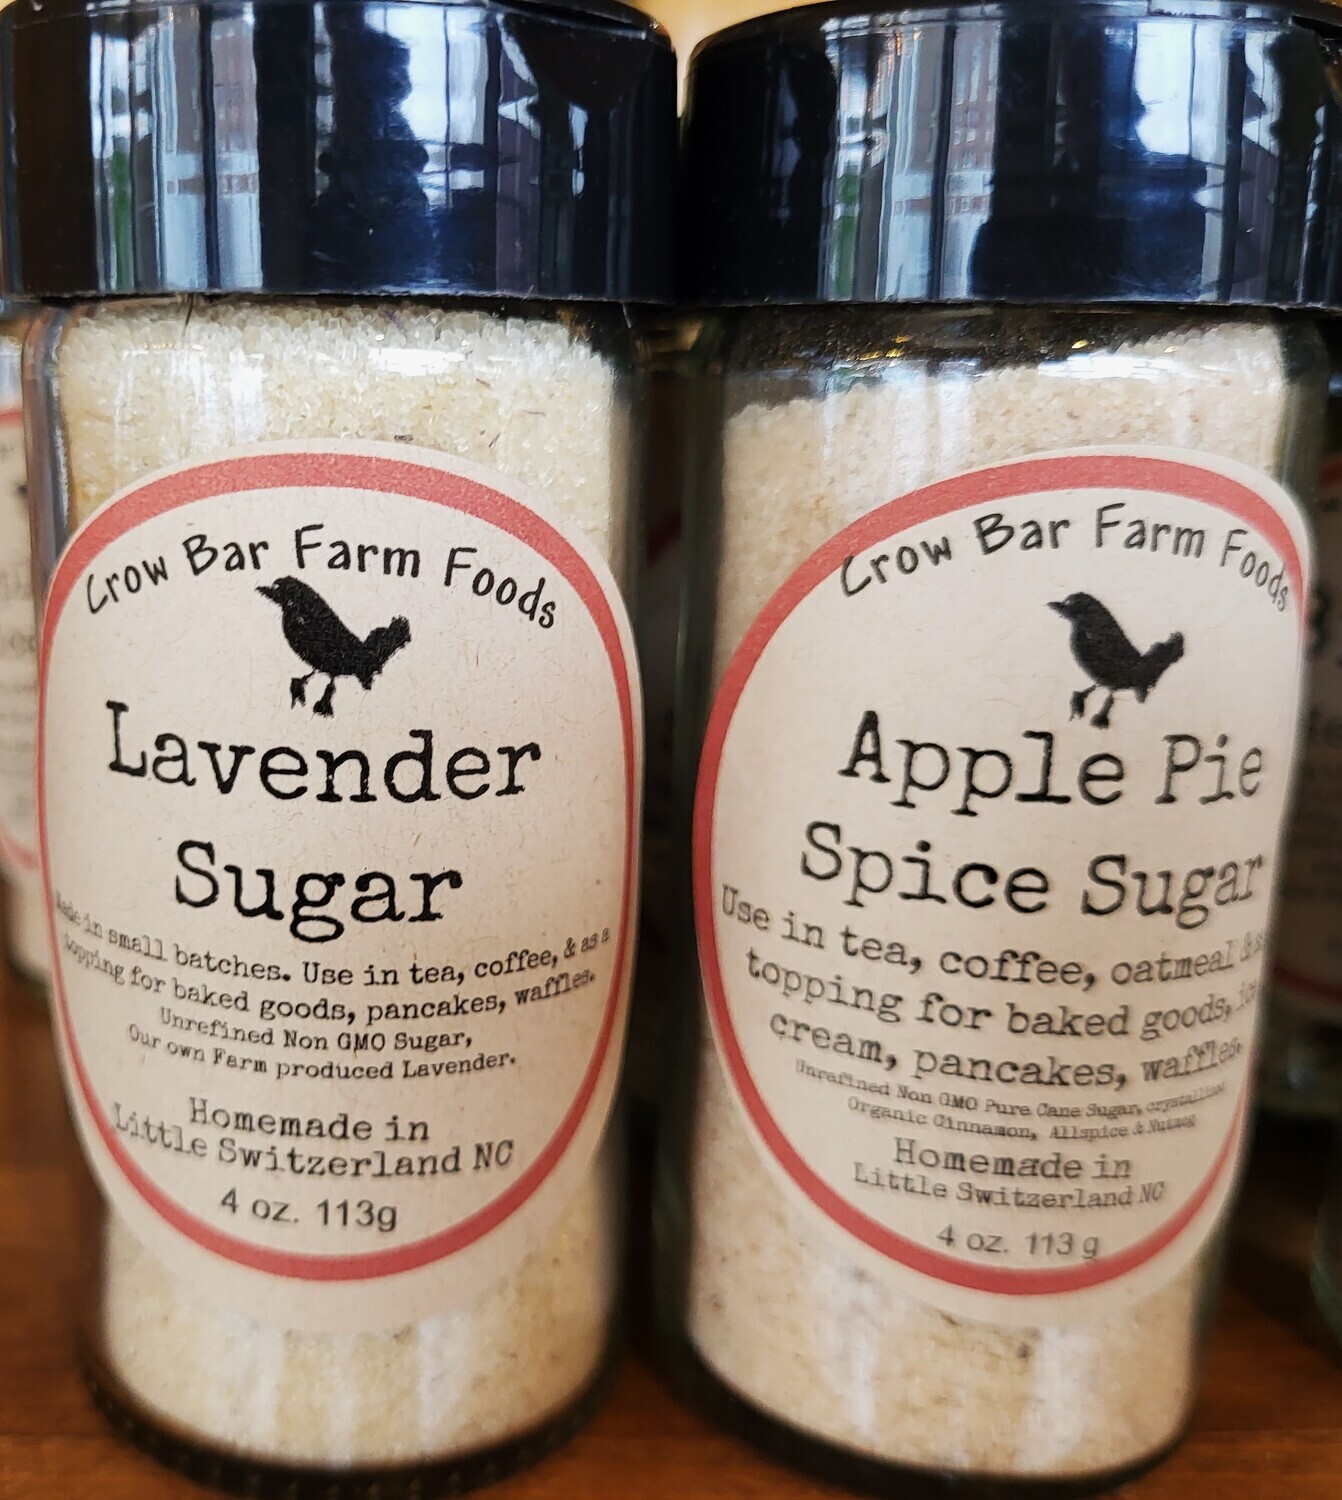 Crow Bar Farm Foods
Lavender
Sugar
Made in small batches. Use in tea, coffee, & as a
topping for baked goods, pancakes, waffles.
Unrefined Non GMO Sugar,
Our own Farm produced Lavender.
Homemade in
Little Switzerland NC
4 oz. 113g
Crow Bar Farm Foods
Apple Pie
Spice Sugar
Use in tea, coffee, oatmeal &
topping for baked goods,
cream, pancakes, waffles.
Unrefined Non GMO Pure Cane Sugar, crystallized
Organic Cinnamon, Allspice & Nutmeg
Homemade in
Little Switzerland NC
4 oz. 113 g